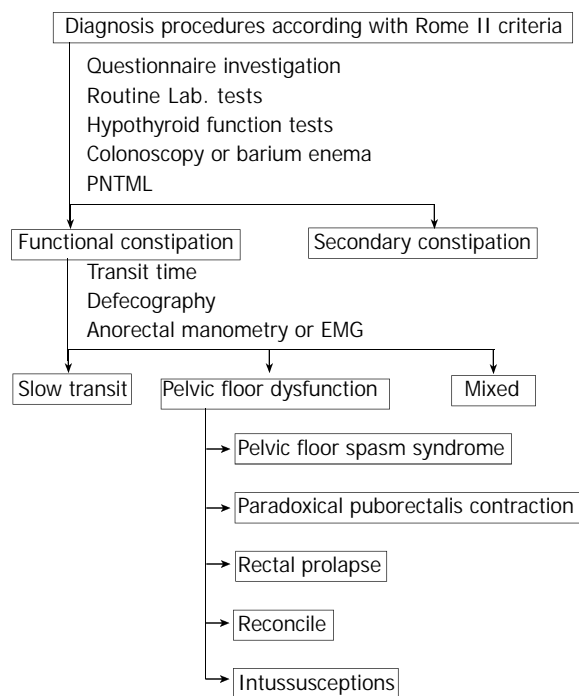 Diagnosis procedures according with Rome II criteria
Questionnaire investigation
Routine Lab. tests
Hypothyroid function tests
Colonoscopy or barium enema
PNTML
Functional constipation
Secondary constipation
Transit time
Defecography
Anorectal manometry or EMG
Slow transit
Pelvic floor dysfunction
Mixed
Pelvic floor spasm syndrome
Paradoxical puborectalis contraction
Rectal prolapse
Reconcile
Intussusceptions